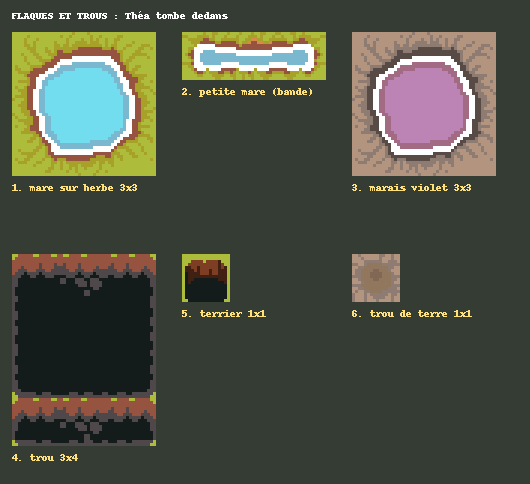 FLAQUES ET TROUS : Théa tombe dedans
1. mare sur herbe 3x3
2. petite mare (bande)
3. marais violet 3x3
4. trou 3x4
5. terrier 1x1
6. trou de terre 1x1